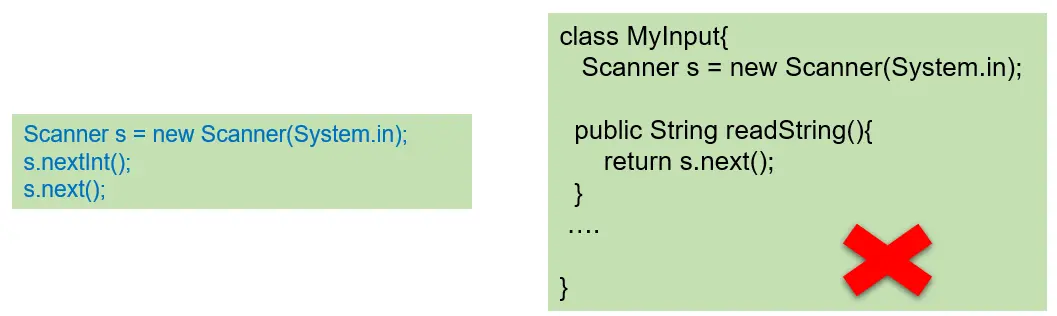 Scanner s = new Scanner(System.in);
s.nextInt();
s.next();
class MyInput{
Scanner s = new Scanner(System.in);
public String readString(){
return s.next();
}
....
}